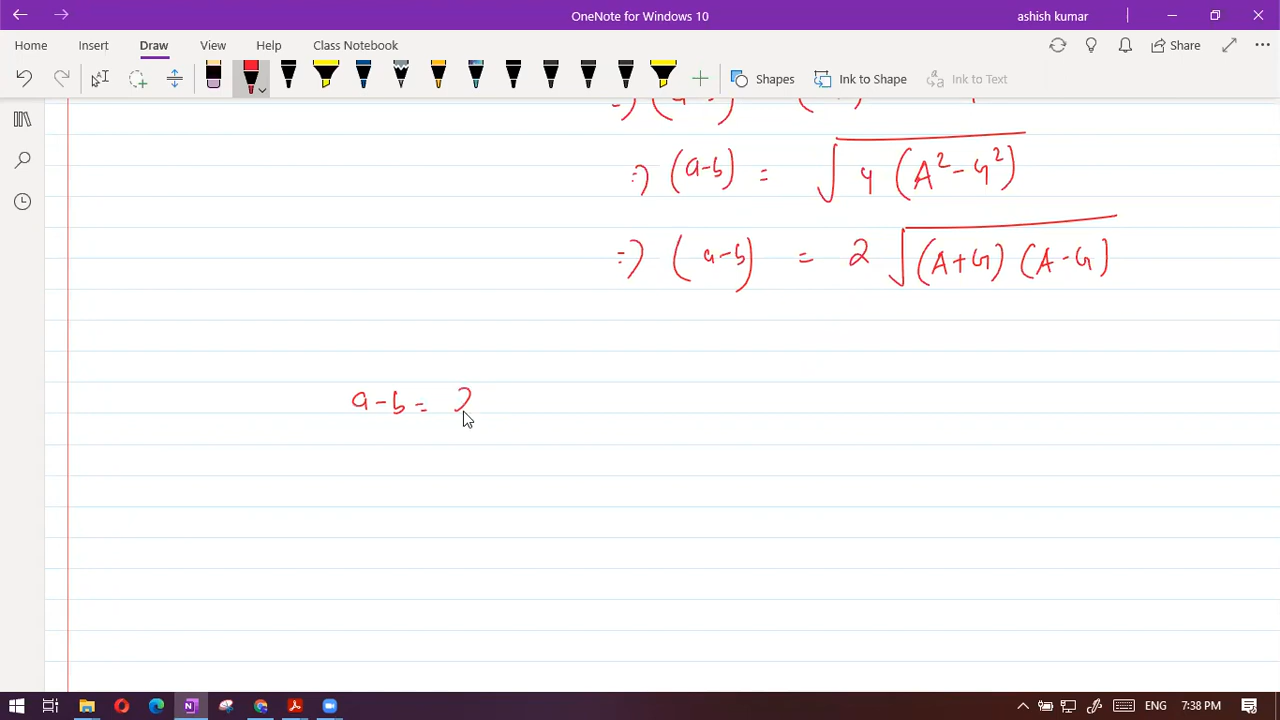 OneNote for Windows 10
ashish kumar
Home Insert Draw View Help Class Notebook
Share
Shapes Ink to Shape Ink to Text
⇒ (a-b) = √4(A²-G²)
⇒ (a-b) = 2√(A+G)(A-G)
a-b = 2
ENG 7:38 PM